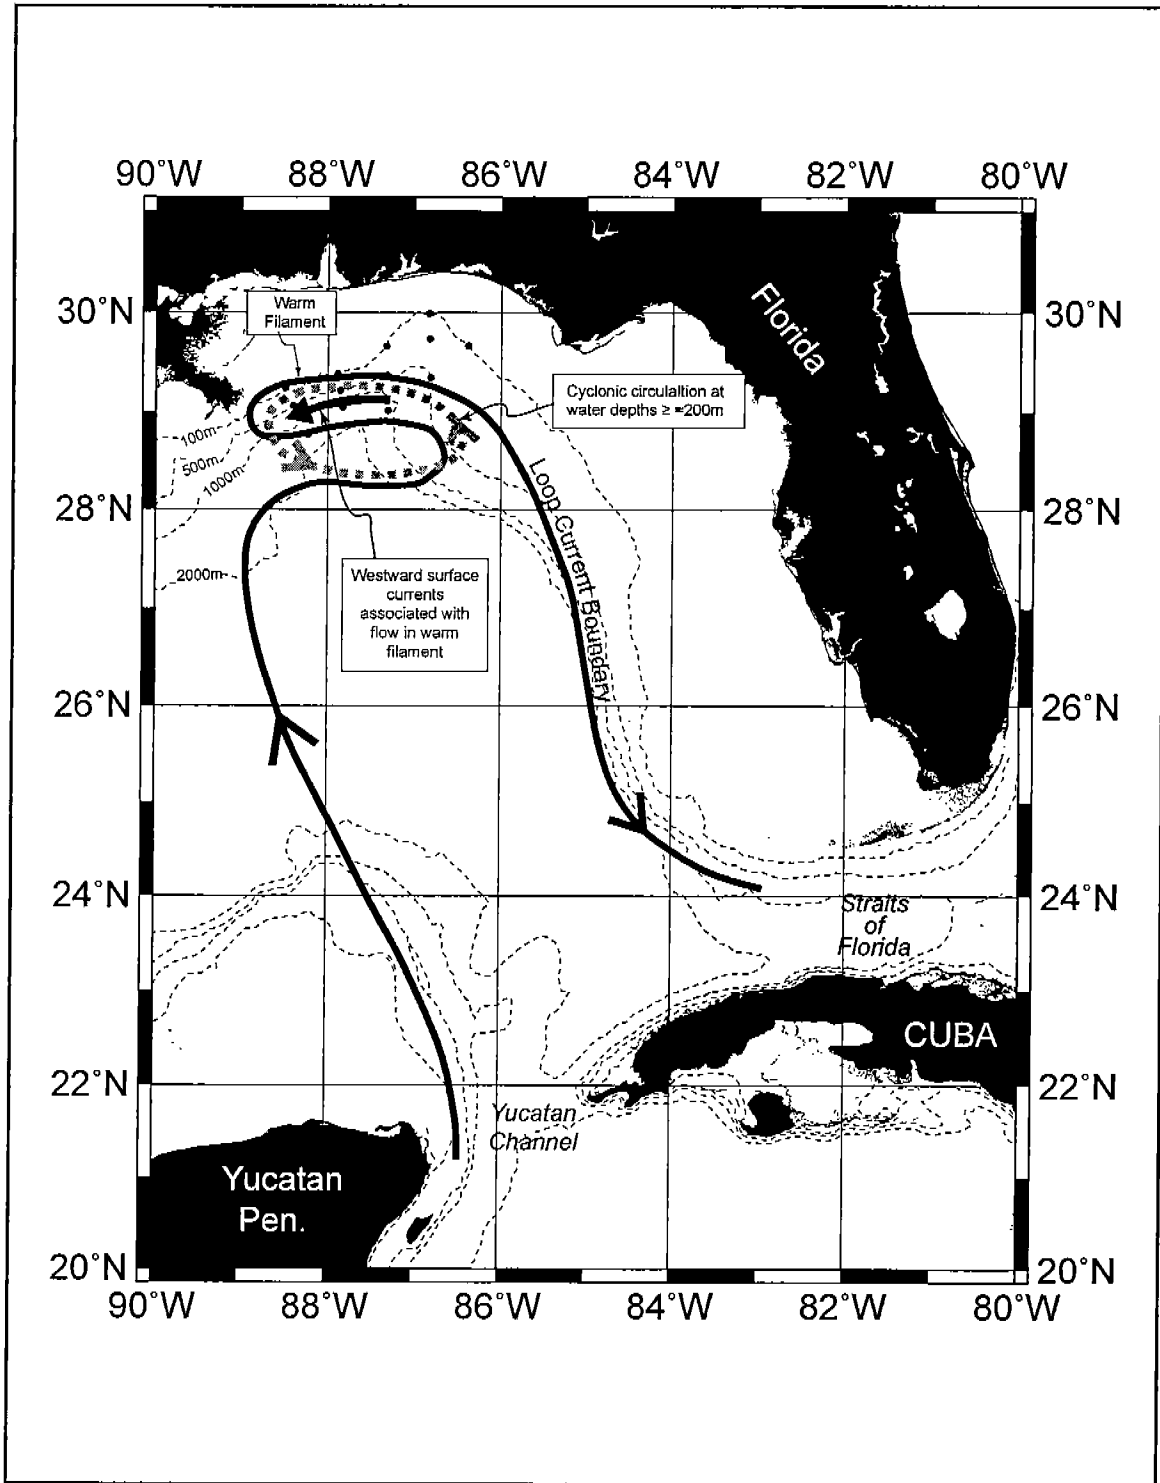 90°W 88°W 86°W 84°W 82°W 80°W
30°N
30°N
Warm
Filament
Florida
Cyclonic circulaltion at
water depths ≥ ≈200m
100m
500m
1000m
28°N
28°N
Loop Current Boundary
2000m
Westward surface
currents
associated with
flow in warm
filament
26°N
26°N
24°N
24°N
Straits
of
Florida
CUBA
22°N
22°N
Yucatan
Channel
Yucatan
Pen.
20°N
20°N
90°W 88°W 86°W 84°W 82°W 80°W